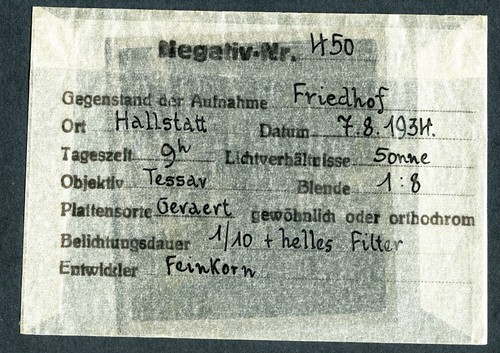 Negativ-Nr. 450
Gegenstand der Aufnahme Friedhof
Ort Hallstatt Datum 7.8.1934.
Tageszeit 9h Lichtverhältnisse Sonne
Objektiv Tessar Blende 1:8
Plattensorte Gevaert gewöhnlich oder orthochrom
Belichtungsdauer 1/10 + helles Filter
Entwickler Feinkorn